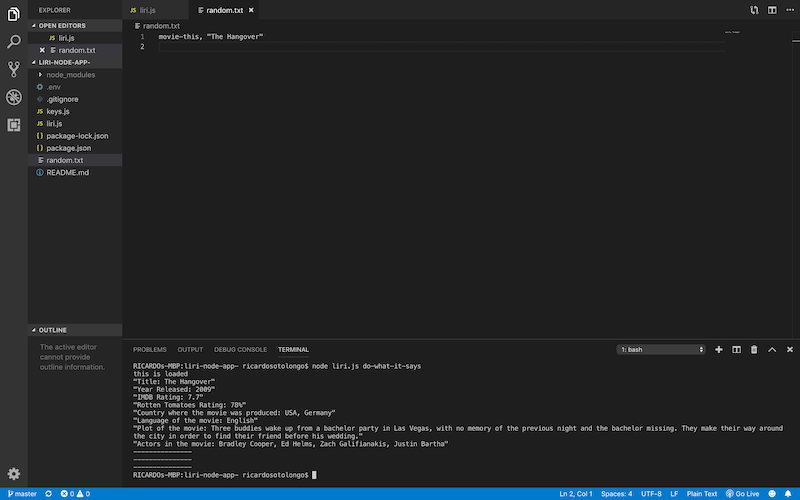 EXPLORER
OPEN EDITORS
JS liri.js
random.txt
LIRI-NODE-APP-
node_modules
.env
.gitignore
JS keys.js
JS liri.js
{} package-lock.json
{} package.json
random.txt
README.md
OUTLINE
The active editor
cannot provide
outline information.
JS liri.js
random.txt
random.txt
1 movie-this, "The Hangover"
2
PROBLEMS OUTPUT DEBUG CONSOLE TERMINAL 1: bash
RICARDOs-MBP:liri-node-app- ricardosotolongo$ node liri.js do-what-it-says
this is loaded
"Title: The Hangover"
"Year Released: 2009"
"IMDB Rating: 7.7"
"Rotten Tomatoes Rating: 78%"
"Country where the movie was produced: USA, Germany"
"Language of the movie: English"
"Plot of the movie: Three buddies wake up from a bachelor party in Las Vegas, with no memory of the previous night and the bachelor missing. They make their way around
the city in order to find their friend before his wedding."
"Actors in the movie: Bradley Cooper, Ed Helms, Zach Galifianakis, Justin Bartha"
---------------
---------------
---------------
RICARDOs-MBP:liri-node-app- ricardosotolongo$
master 0 0 Ln 2, Col 1 Spaces: 4 UTF-8 LF Plain Text Go Live